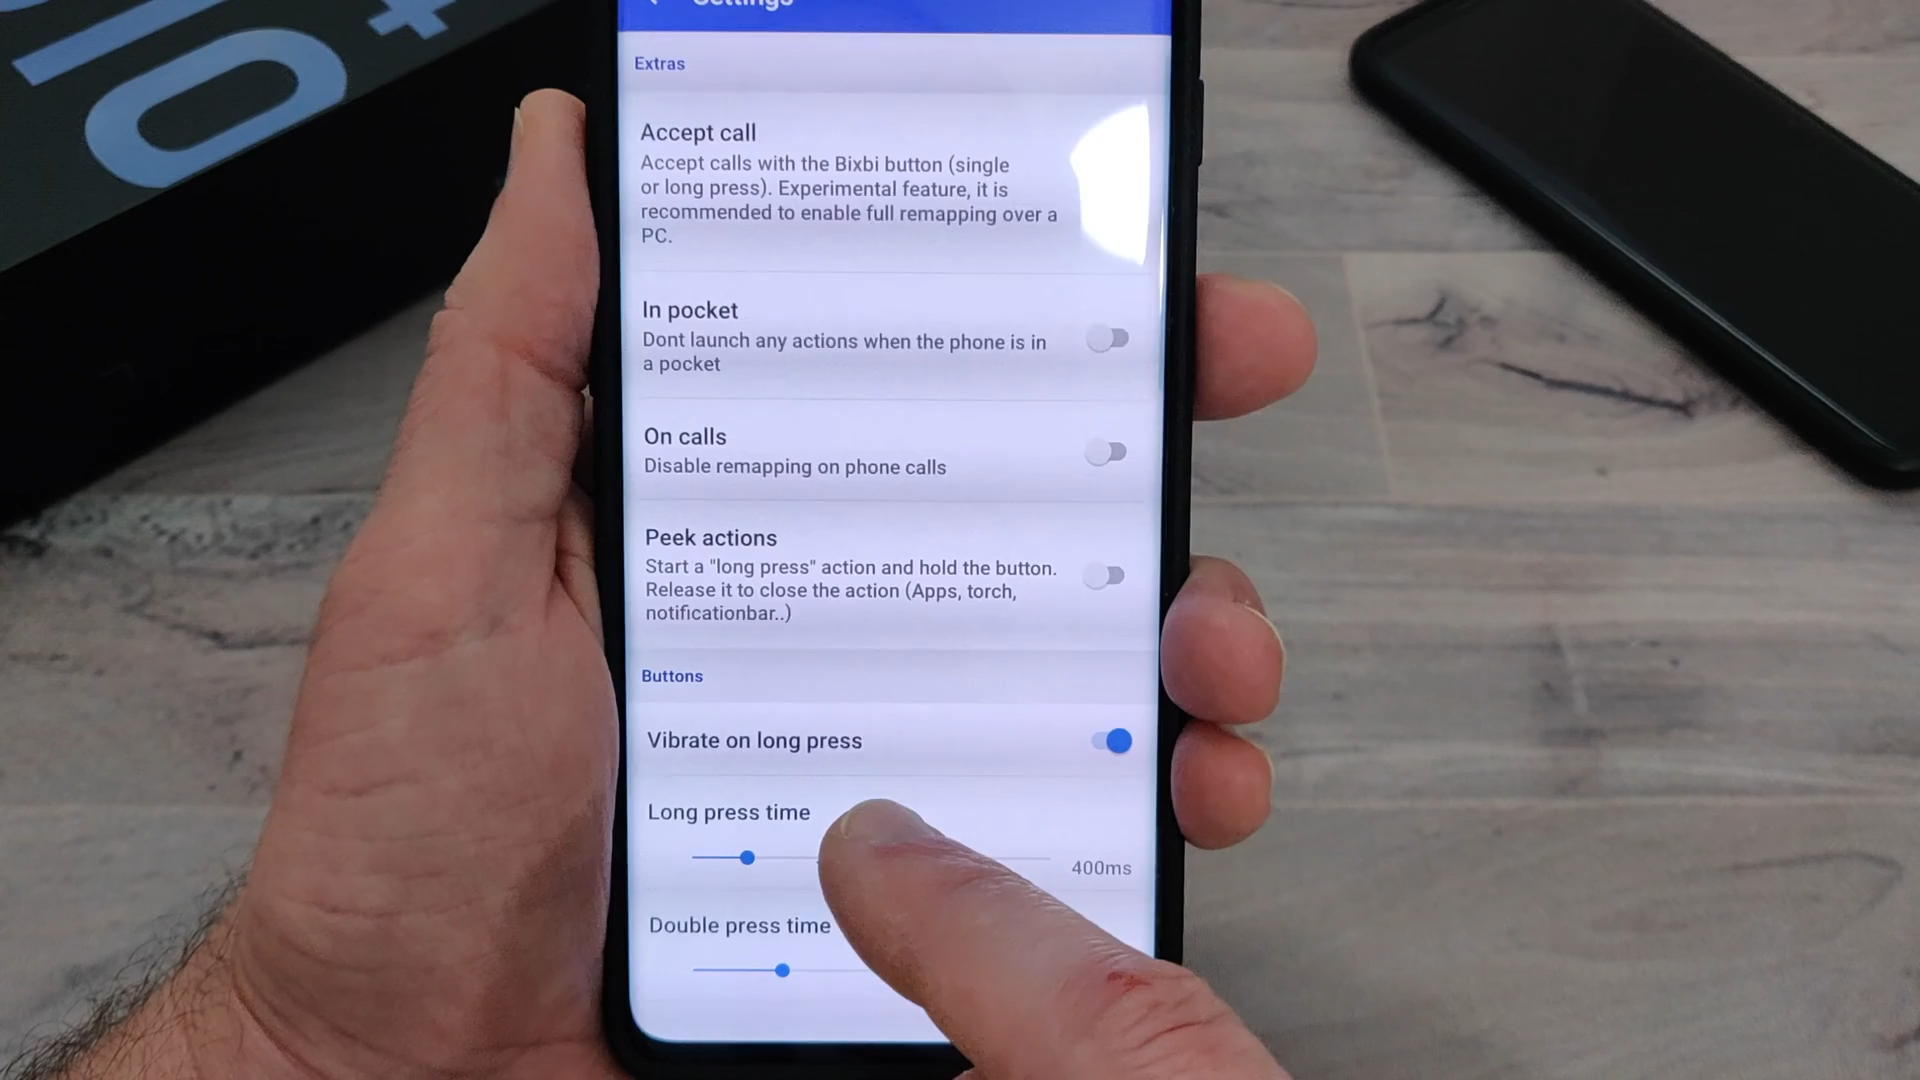 10+
Settings
Extras
Accept call
Accept calls with the Bixbi button (single
or long press). Experimental feature, it is
recommended to enable full remapping over a
PC.
In pocket
Dont launch any actions when the phone is in
a pocket
On calls
Disable remapping on phone calls
Peek actions
Start a "long press" action and hold the button.
Release it to close the action (Apps, torch,
notificationbar..)
Buttons
Vibrate on long press
Long press time
400ms
Double press time